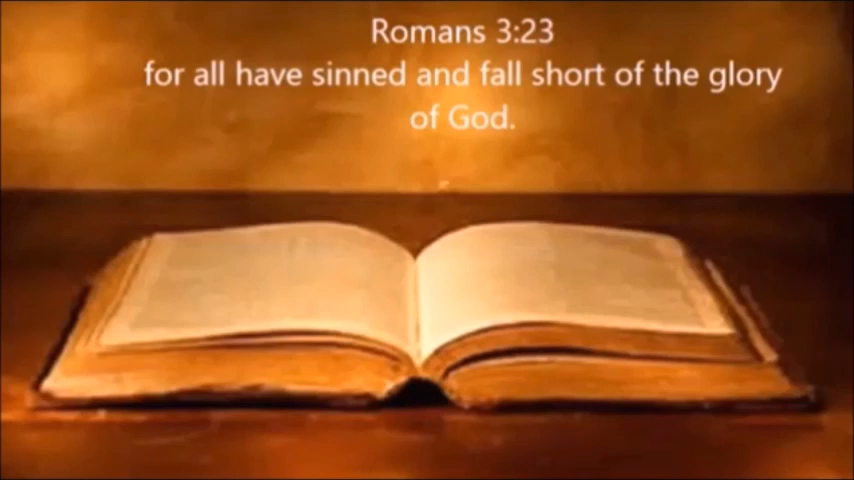 Romans 3:23
for all have sinned and fall short of the glory
of God.